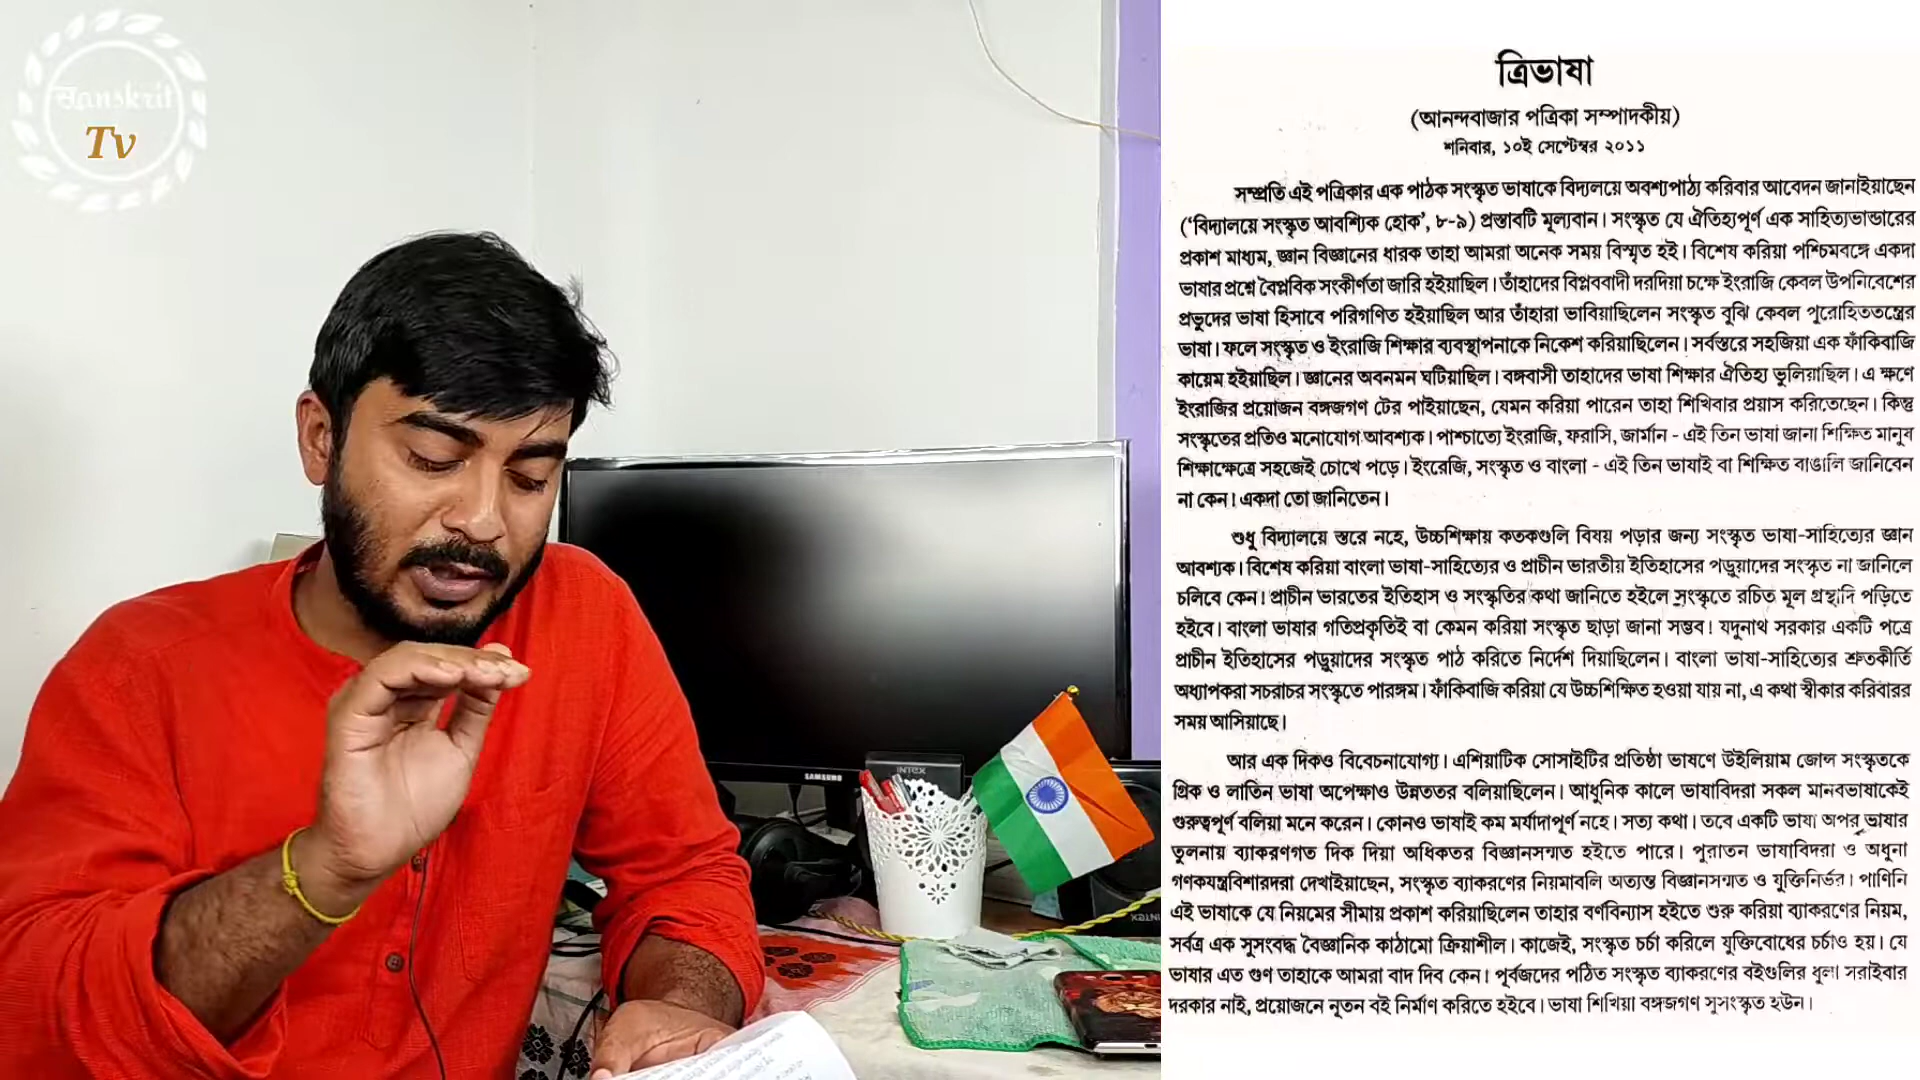 Sanskrit
Tv
SAMSUNG
INTEX
ত্রিভাষা
(আনন্দবাজার পত্রিকা সম্পাদকীয়)
শনিবার, ১০ই সেপ্টেম্বর ২০১১
সম্প্রতি এই পত্রিকার এক পাঠক সংস্কৃত ভাষাকে বিদ্যলয়ে অবশ্যপাঠ্য করিবার আবেদন জানাইয়াছেন
('বিদ্যালয়ে সংস্কৃত আবশ্যিক হোক', ৮-৯) প্রস্তাবটি মূল্যবান। সংস্কৃত যে ঐতিহ্যপূর্ণ এক সাহিত্যভান্ডারের
প্রকাশ মাধ্যম, জ্ঞান বিজ্ঞানের ধারক তাহা আমরা অনেক সময় বিস্মৃত হই। বিশেষ করিয়া পশ্চিমবঙ্গে একদা
ভাষার প্রশ্নে বৈপ্লবিক সংকীর্ণতা জারি হইয়াছিল। তাঁহাদের বিপ্লববাদী দরদিয়া চক্ষে ইংরাজি কেবল উপনিবেশের
প্রভুদের ভাষা হিসাবে পরিগণিত হইয়াছিল আর তাঁহারা ভাবিয়াছিলেন সংস্কৃত বুঝি কেবল পুরোহিততন্ত্রের
ভাষা। ফলে সংস্কৃত ও ইংরাজি শিক্ষার ব্যবস্থাপনাকে নিকেশ করিয়াছিলেন। সর্বস্তরে সহজিয়া এক ফাঁকিবাজি
কায়েম হইয়াছিল। জ্ঞানের অবনমন ঘটিয়াছিল। বঙ্গবাসী তাহাদের ভাষা শিক্ষার ঐতিহ্য ভুলিয়াছিল। এ ক্ষণে
ইংরাজির প্রয়োজন বঙ্গজগণ টের পাইয়াছেন, যেমন করিয়া পারেন তাহা শিখিবার প্রয়াস করিতেছেন। কিন্তু
সংস্কৃতের প্রতিও মনোযোগ আবশ্যক। পাশ্চাত্যে ইংরাজি, ফরাসি, জার্মান - এই তিন ভাষা জানা শিক্ষিত মানুষ
শিক্ষাক্ষেত্রে সহজেই চোখে পড়ে। ইংরেজি, সংস্কৃত ও বাংলা - এই তিন ভাষাই বা শিক্ষিত বাঙালি জানিবেন
না কেন। একদা তো জানিতেন।
শুধু বিদ্যালয়ে স্তরে নহে, উচ্চশিক্ষায় কতকগুলি বিষয় পড়ার জন্য সংস্কৃত ভাষা-সাহিত্যের জ্ঞান
আবশ্যক। বিশেষ করিয়া বাংলা ভাষা-সাহিত্যের ও প্রাচীন ভারতীয় ইতিহাসের পড়ুয়াদের সংস্কৃত না জানিলে
চলিবে কেন! প্রাচীন ভারতের ইতিহাস ও সংস্কৃতির কথা জানিতে হইলে সংস্কৃতে রচিত মূল গ্রন্থাদি পড়িতে
হইবে। বাংলা ভাষার গতিপ্রকৃতিই বা কেমন করিয়া সংস্কৃত ছাড়া জানা সম্ভব! যদুনাথ সরকার একটি পত্রে
প্রাচীন ইতিহাসের পড়ুয়াদের সংস্কৃত পাঠ করিতে নির্দেশ দিয়াছিলেন। বাংলা ভাষা-সাহিত্যের শ্রুতকীর্তি
অধ্যাপকরা সচরাচর সংস্কৃতে পারঙ্গম। ফাঁকিবাজি করিয়া যে উচ্চশিক্ষিত হওয়া যায় না, এ কথা স্বীকার করিবারর
সময় আসিয়াছে।
আর এক দিকও বিবেচনাযোগ্য। এশিয়াটিক সোসাইটির প্রতিষ্ঠা ভাষণে উইলিয়াম জোন্স সংস্কৃতকে
গ্রিক ও লাতিন ভাষা অপেক্ষাও উন্নততর বলিয়াছিলেন। আধুনিক কালে ভাষাবিদরা সকল মানবভাষাকেই
গুরুত্বপূর্ণ বলিয়া মনে করেন। কোনও ভাষাই কম মর্যাদাপূর্ণ নহে। সত্য কথা। তবে একটি ভাষা অপর ভাষার
তুলনায় ব্যাকরণগত দিক দিয়া অধিকতর বিজ্ঞানসম্মত হইতে পারে। পুরাতন ভাষাবিদরা ও অধুনা
গণকযন্ত্রবিশারদরা দেখাইয়াছেন, সংস্কৃত ব্যাকরণের নিয়মাবলি অত্যন্ত বিজ্ঞানসম্মত ও যুক্তিনির্ভর। পাণিনি
এই ভাষাকে যে নিয়মের সীমায় প্রকাশ করিয়াছিলেন তাহার বর্ণবিন্যাস হইতে শুরু করিয়া ব্যাকরণের নিয়ম,
সর্বত্র এক সুসংবদ্ধ বৈজ্ঞানিক কাঠামো ক্রিয়াশীল। কাজেই, সংস্কৃত চর্চা করিলে যুক্তিবোধের চর্চাও হয়। যে
ভাষার এত গুণ তাহাকে আমরা বাদ দিব কেন। পূর্বজদের পঠিত সংস্কৃত ব্যাকরণের বইগুলির ধুলা সরাইবার
দরকার নাই, প্রয়োজনে নূতন বই নির্মাণ করিতে হইবে। ভাষা শিখিয়া বঙ্গজগণ সুসংস্কৃত হউন।